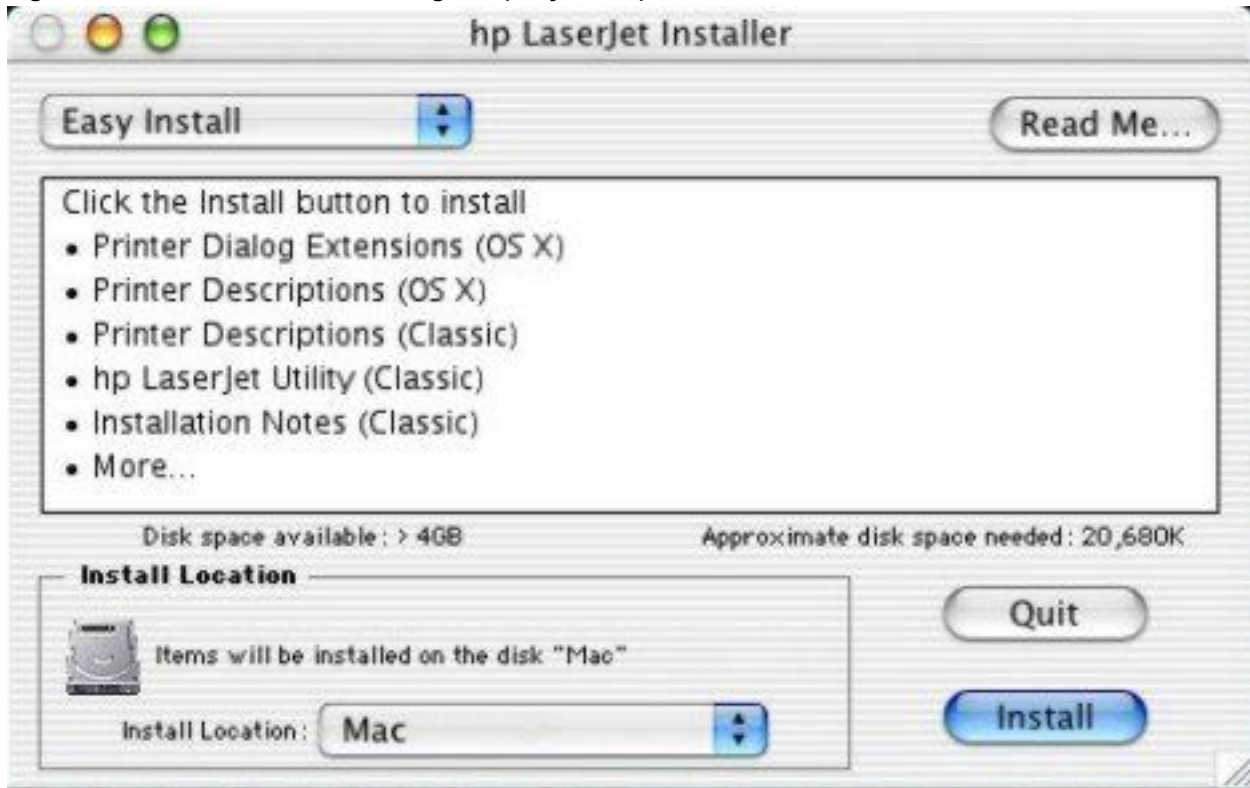 hp LaserJet Installer
Easy Install
Read Me...
Click the Install button to install
• Printer Dialog Extensions (OS X)
• Printer Descriptions (OS X)
• Printer Descriptions (Classic)
• hp LaserJet Utility (Classic)
• Installation Notes (Classic)
• More...
Disk space available : > 4GB
Approximate disk space needed : 20,680K
Install Location
Items will be installed on the disk "Mac"
Install Location :
Mac
Quit
Install